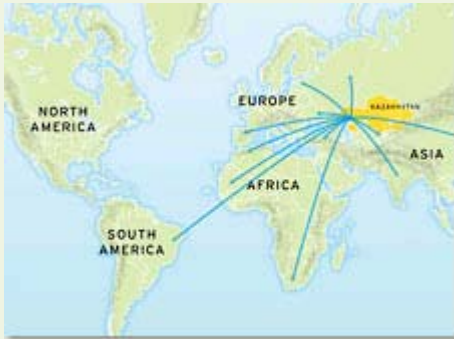 NORTH
AMERICA
EUROPE
KAZAKHSTAN
ASIA
AFRICA
SOUTH
AMERICA